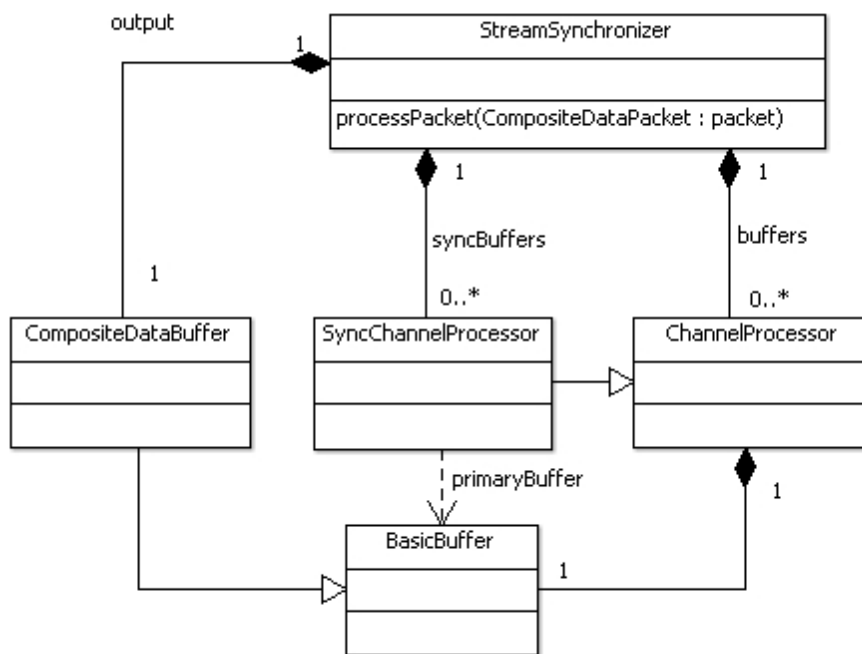 output
1
StreamSynchronizer
processPacket(CompositeDataPacket : packet)
1
1
syncBuffers
buffers
1
0..*
0..*
CompositeDataBuffer
SyncChannelProcessor
ChannelProcessor
primaryBuffer
1
BasicBuffer
1